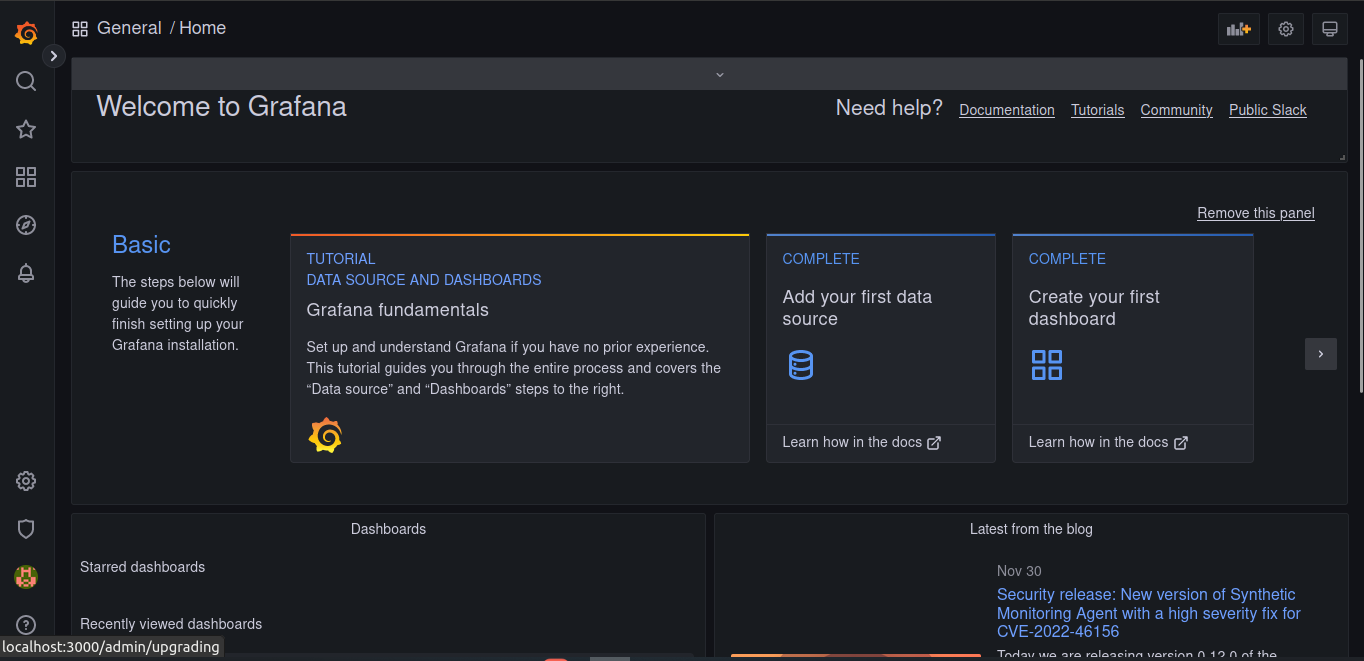 General / Home
Welcome to Grafana
Need help? Documentation Tutorials Community Public Slack
Remove this panel
Basic
The steps below will
guide you to quickly
finish setting up your
Grafana installation.
TUTORIAL
DATA SOURCE AND DASHBOARDS
Grafana fundamentals
Set up and understand Grafana if you have no prior experience.
This tutorial guides you through the entire process and covers the
“Data source” and “Dashboards” steps to the right.
COMPLETE
Add your first data
source
Learn how in the docs
COMPLETE
Create your first
dashboard
Learn how in the docs
Dashboards
Starred dashboards
Recently viewed dashboards
Latest from the blog
Nov 30
Security release: New version of Synthetic
Monitoring Agent with a high severity fix for
CVE-2022-46156
Today we are releasing version 0.12.0 of the
localhost:3000/admin/upgrading